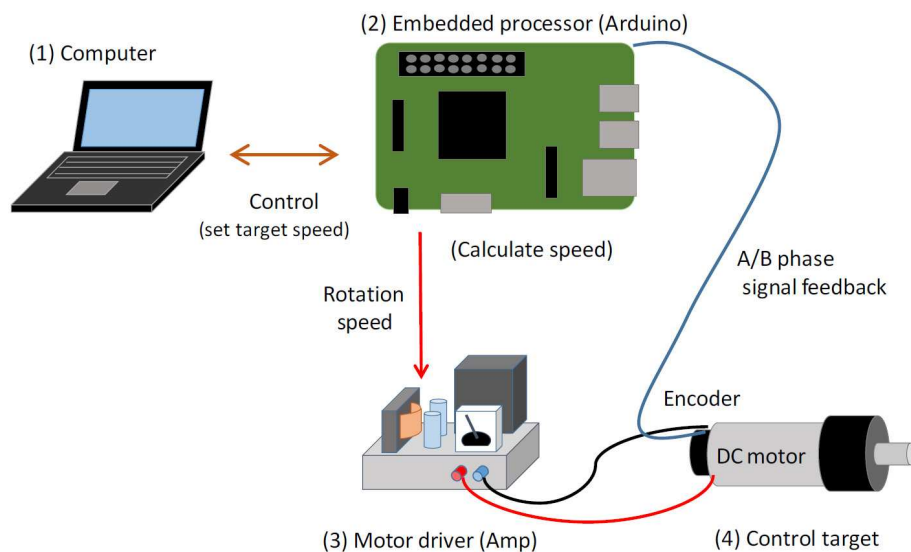 (2) Embedded processor (Arduino)
(1) Computer
Control
(set target speed)
(Calculate speed)
A/B phase
signal feedback
Rotation
speed
Encoder
DC motor
(3) Motor driver (Amp)
(4) Control target